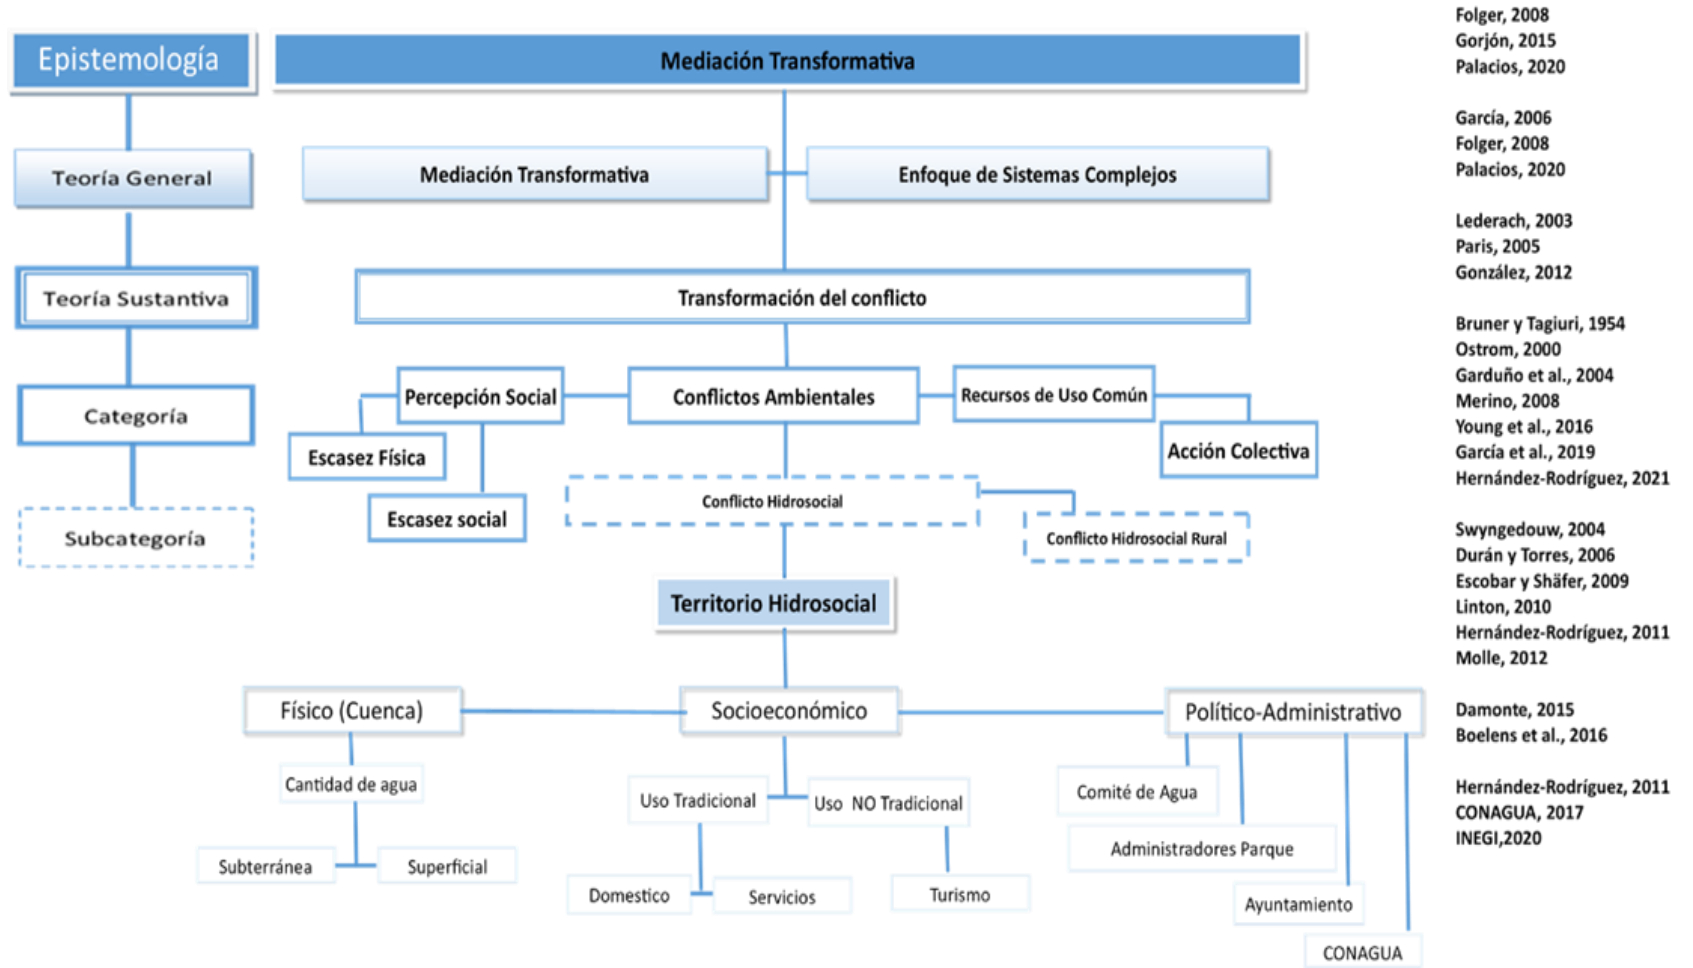 Epistemología
Mediación Transformativa
Teoría General
Mediación Transformativa
Enfoque de Sistemas Complejos
Teoría Sustantiva
Transformación del conflicto
Categoría
Percepción Social
Conflictos Ambientales
Recursos de Uso Común
Escasez Física
Escasez social
Acción Colectiva
Subcategoría
Conflicto Hidrosocial
Conflicto Hidrosocial Rural
Territorio Hidrosocial
Físico (Cuenca)
Socioeconómico
Político-Administrativo
Cantidad de agua
Subterránea
Superficial
Uso Tradicional
Uso NO Tradicional
Domestico
Servicios
Turismo
Comité de Agua
Administradores Parque
Ayuntamiento
CONAGUA
Folger, 2008
Gorjón, 2015
Palacios, 2020
García, 2006
Folger, 2008
Palacios, 2020
Lederach, 2003
Paris, 2005
González, 2012
Bruner y Tagiuri, 1954
Ostrom, 2000
Garduño et al., 2004
Merino, 2008
Young et al., 2016
García et al., 2019
Hernández-Rodríguez, 2021
Swyngedouw, 2004
Durán y Torres, 2006
Escobar y Shäfer, 2009
Linton, 2010
Hernández-Rodríguez, 2011
Molle, 2012
Damonte, 2015
Boelens et al., 2016
Hernández-Rodríguez, 2011
CONAGUA, 2017
INEGI,2020